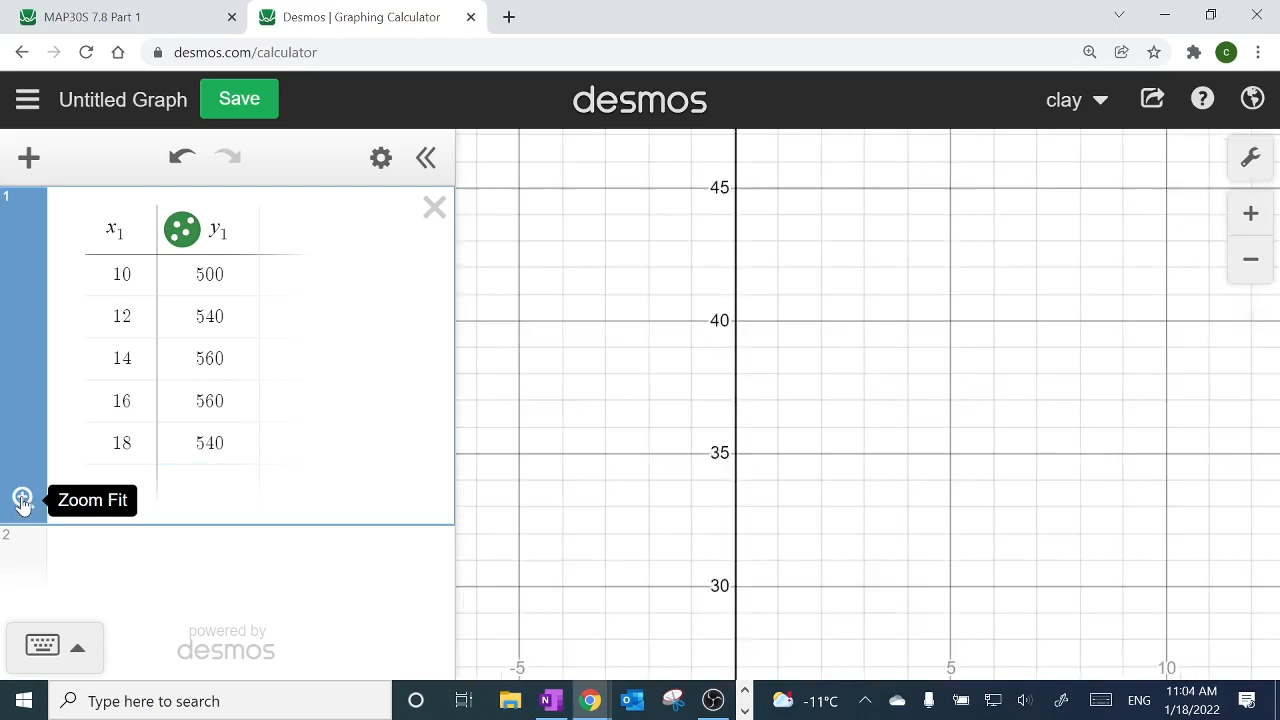 MAP30S 7.8 Part 1
Desmos | Graphing Calculator
desmos.com/calculator
C
Untitled Graph
Save
desmos
clay
1
x₁ y₁
10 500
12 540
14 560
16 560
18 540
Zoom Fit
2
powered by
desmos
45
40
35
30
-5 5 10
Type here to search
-11°C
ENG
11:04 AM
1/18/2022